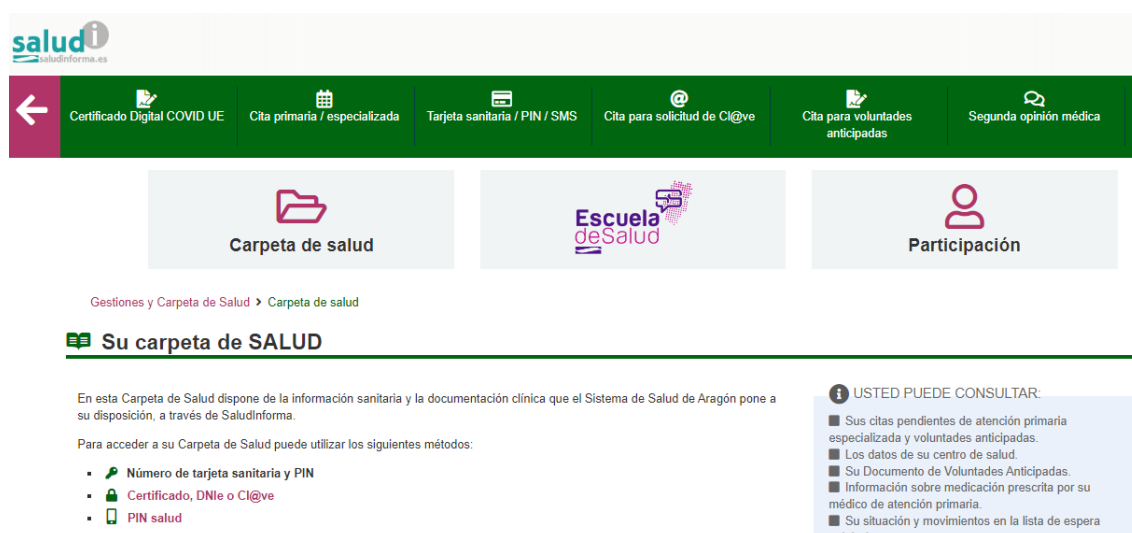 salud i
saludinforma.es
Certificado Digital COVID UE
Cita primaria / especializada
Tarjeta sanitaria / PIN / SMS
Cita para solicitud de Cl@ve
Cita para voluntades
anticipadas
Segunda opinión médica
Carpeta de salud
Escuela
deSalud
Participación
Gestiones y Carpeta de Salud > Carpeta de salud
Su carpeta de SALUD
En esta Carpeta de Salud dispone de la información sanitaria y la documentación clínica que el Sistema de Salud de Aragón pone a
su disposición, a través de SaludInforma.
Para acceder a su Carpeta de Salud puede utilizar los siguientes métodos:
Número de tarjeta sanitaria y PIN
Certificado, DNIe o Cl@ve
PIN salud
USTED PUEDE CONSULTAR:
Sus citas pendientes de atención primaria
especializada y voluntades anticipadas.
Los datos de su centro de salud.
Su Documento de Voluntades Anticipadas.
Información sobre medicación prescrita por su
médico de atención primaria.
Su situación y movimientos en la lista de espera